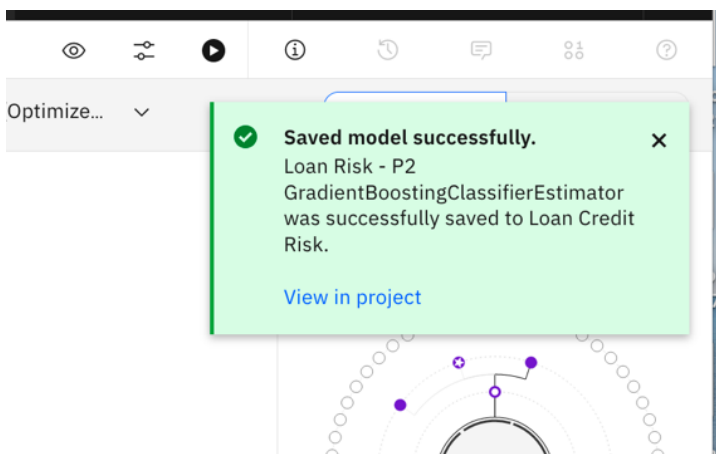 Optimize...
Saved model successfully.
Loan Risk - P2
GradientBoostingClassifierEstimator
was successfully saved to Loan Credit
Risk.
View in project